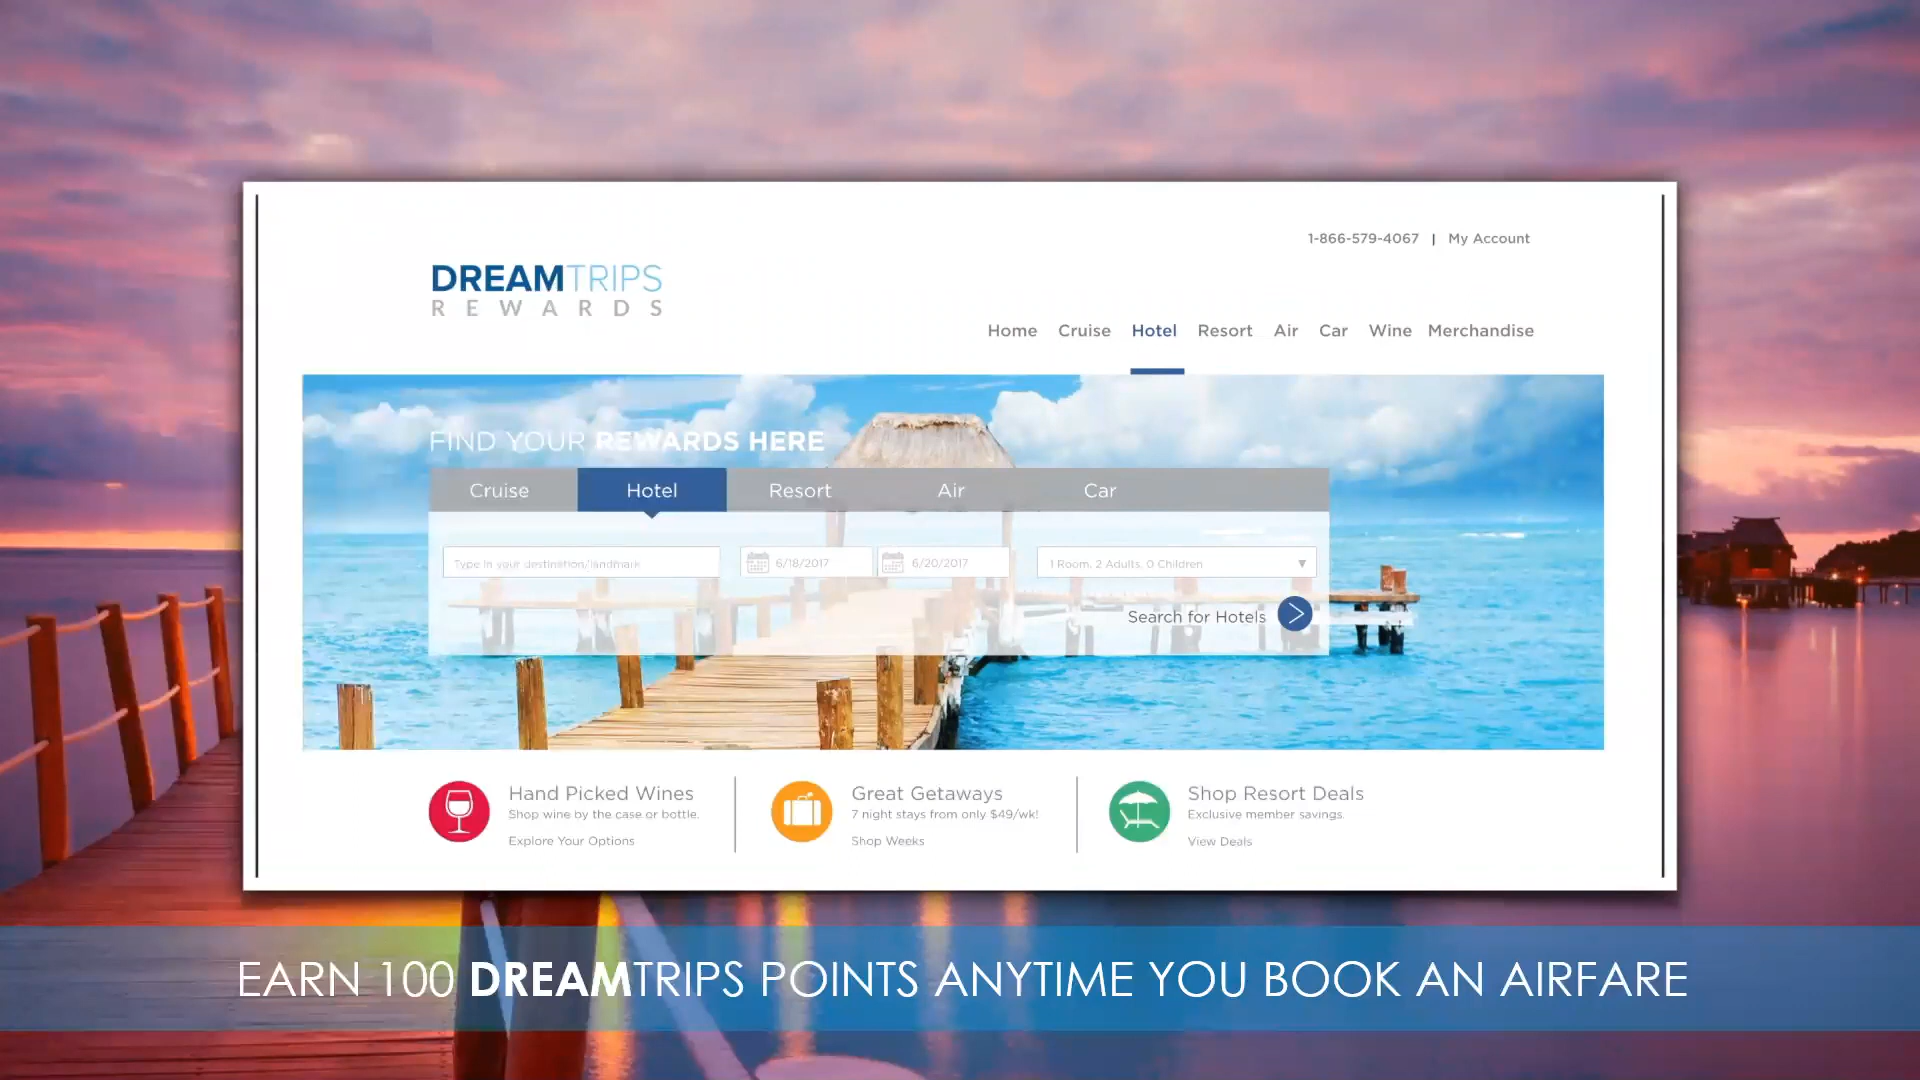 1-866-579-4067 | My Account
DREAMTRIPS
REWARDS
Home Cruise Hotel Resort Air Car Wine Merchandise
FIND YOUR REWARDS HERE
Cruise Hotel Resort Air Car
Type in your destination/landmark 6/18/2017 6/20/2017 1 Room, 2 Adults, 0 Children
Search for Hotels
Hand Picked Wines
Shop wine by the case or bottle.
Explore Your Options
Great Getaways
7 night stays from only $49/wk!
Shop Weeks
Shop Resort Deals
Exclusive member savings.
View Deals
EARN 100 DREAMTRIPS POINTS ANYTIME YOU BOOK AN AIRFARE